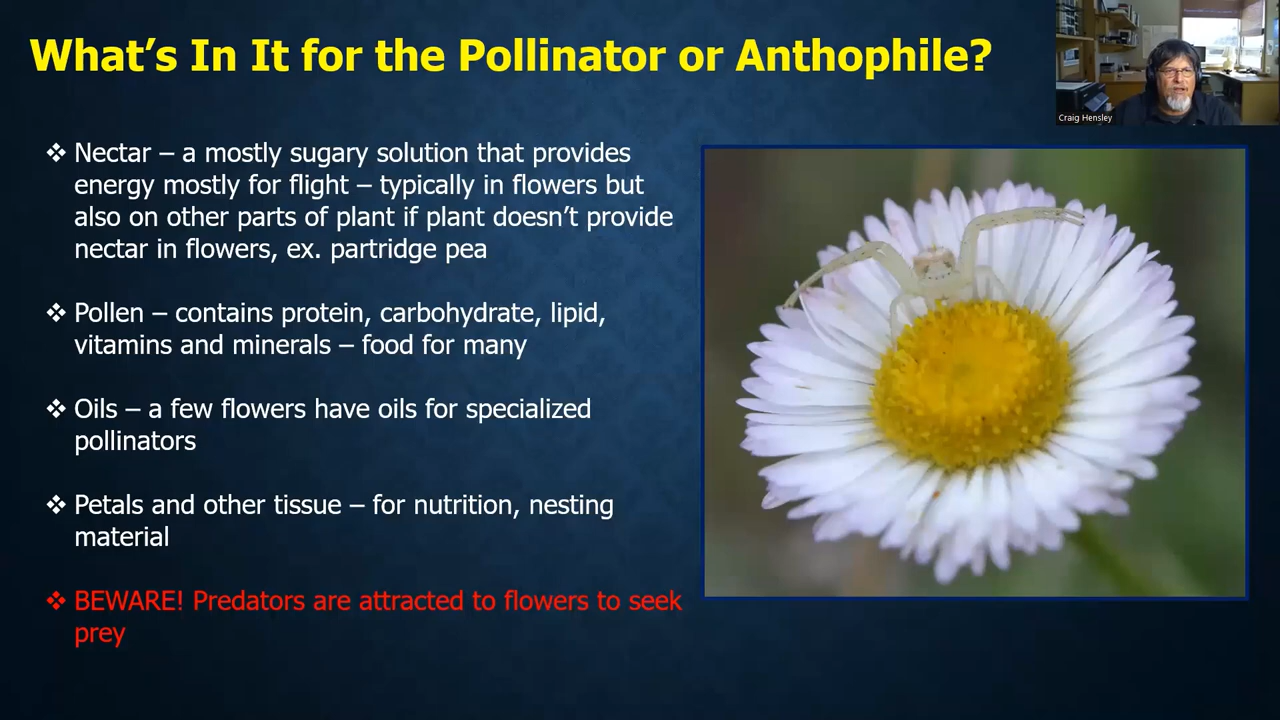 What's In It for the Pollinator or Anthophile?
Craig Hensley
❖ Nectar – a mostly sugary solution that provides
energy mostly for flight – typically in flowers but
also on other parts of plant if plant doesn't provide
nectar in flowers, ex. partridge pea
❖ Pollen – contains protein, carbohydrate, lipid,
vitamins and minerals – food for many
❖ Oils – a few flowers have oils for specialized
pollinators
❖ Petals and other tissue – for nutrition, nesting
material
❖ BEWARE! Predators are attracted to flowers to seek
prey